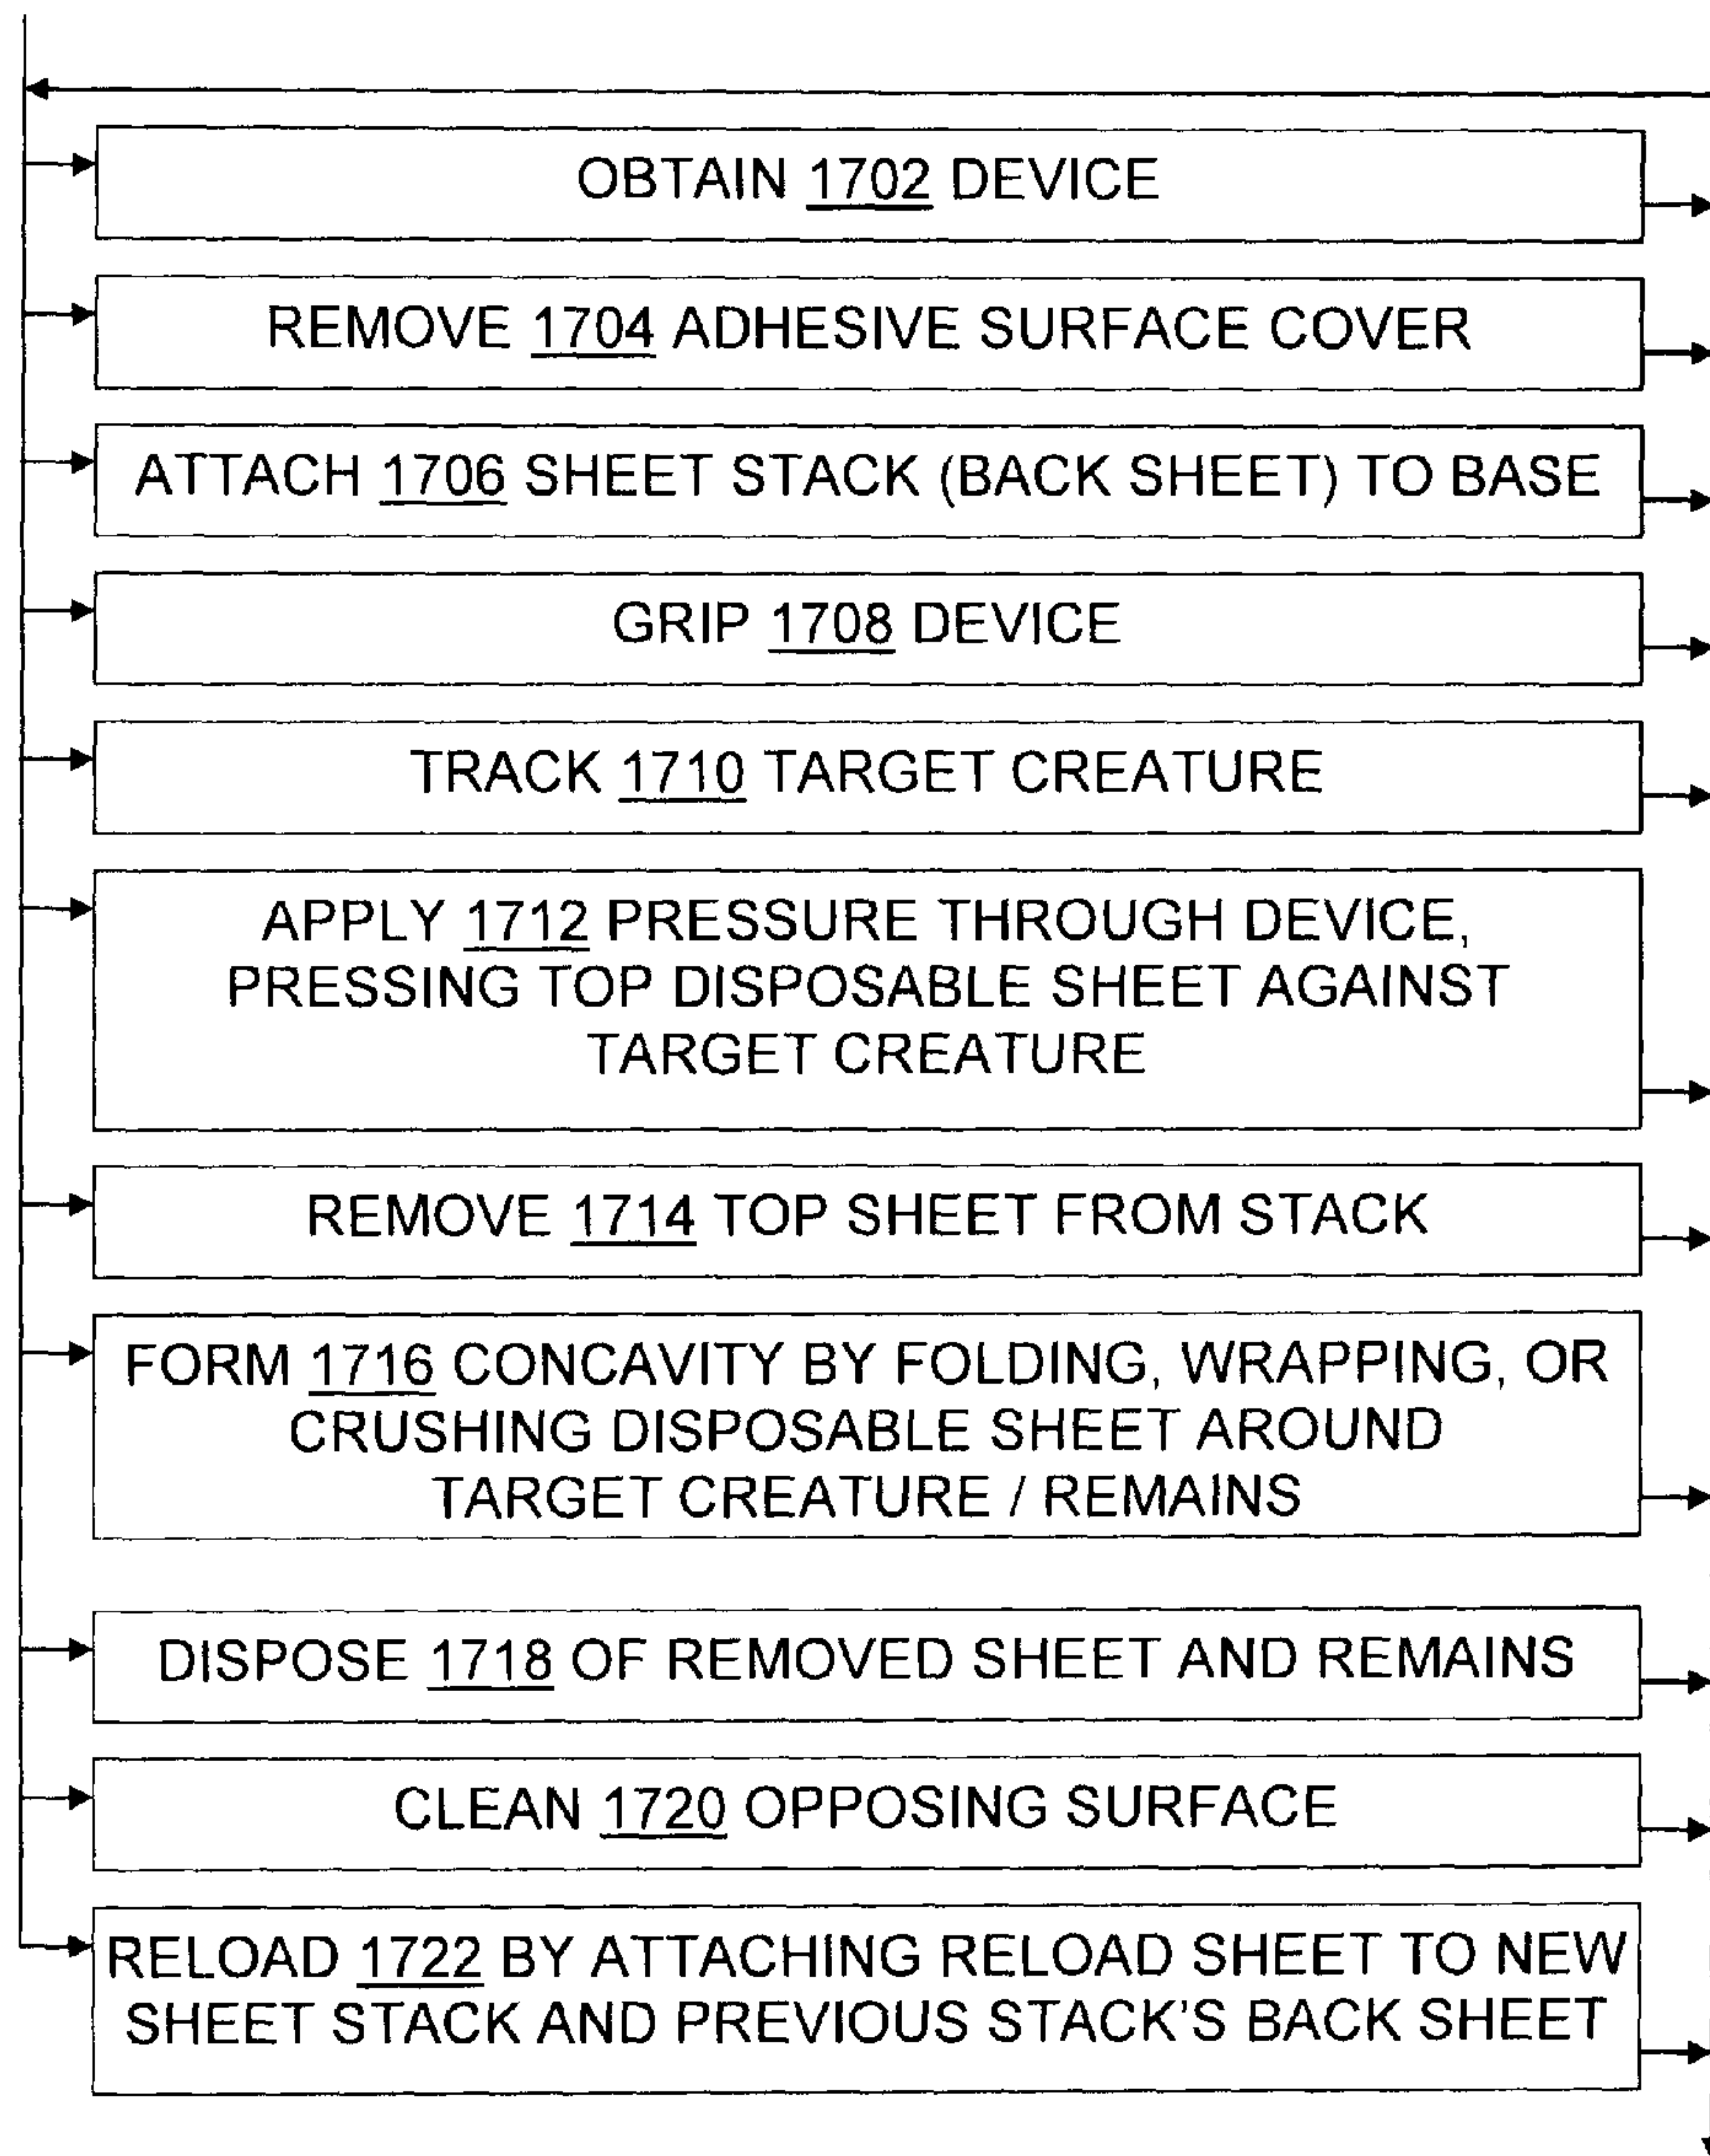 OBTAIN 1702 DEVICE
REMOVE 1704 ADHESIVE SURFACE COVER
ATTACH 1706 SHEET STACK (BACK SHEET) TO BASE
GRIP 1708 DEVICE
TRACK 1710 TARGET CREATURE
APPLY 1712 PRESSURE THROUGH DEVICE,
PRESSING TOP DISPOSABLE SHEET AGAINST
TARGET CREATURE
REMOVE 1714 TOP SHEET FROM STACK
FORM 1716 CONCAVITY BY FOLDING, WRAPPING, OR
CRUSHING DISPOSABLE SHEET AROUND
TARGET CREATURE / REMAINS
DISPOSE 1718 OF REMOVED SHEET AND REMAINS
CLEAN 1720 OPPOSING SURFACE
RELOAD 1722 BY ATTACHING RELOAD SHEET TO NEW
SHEET STACK AND PREVIOUS STACK'S BACK SHEET